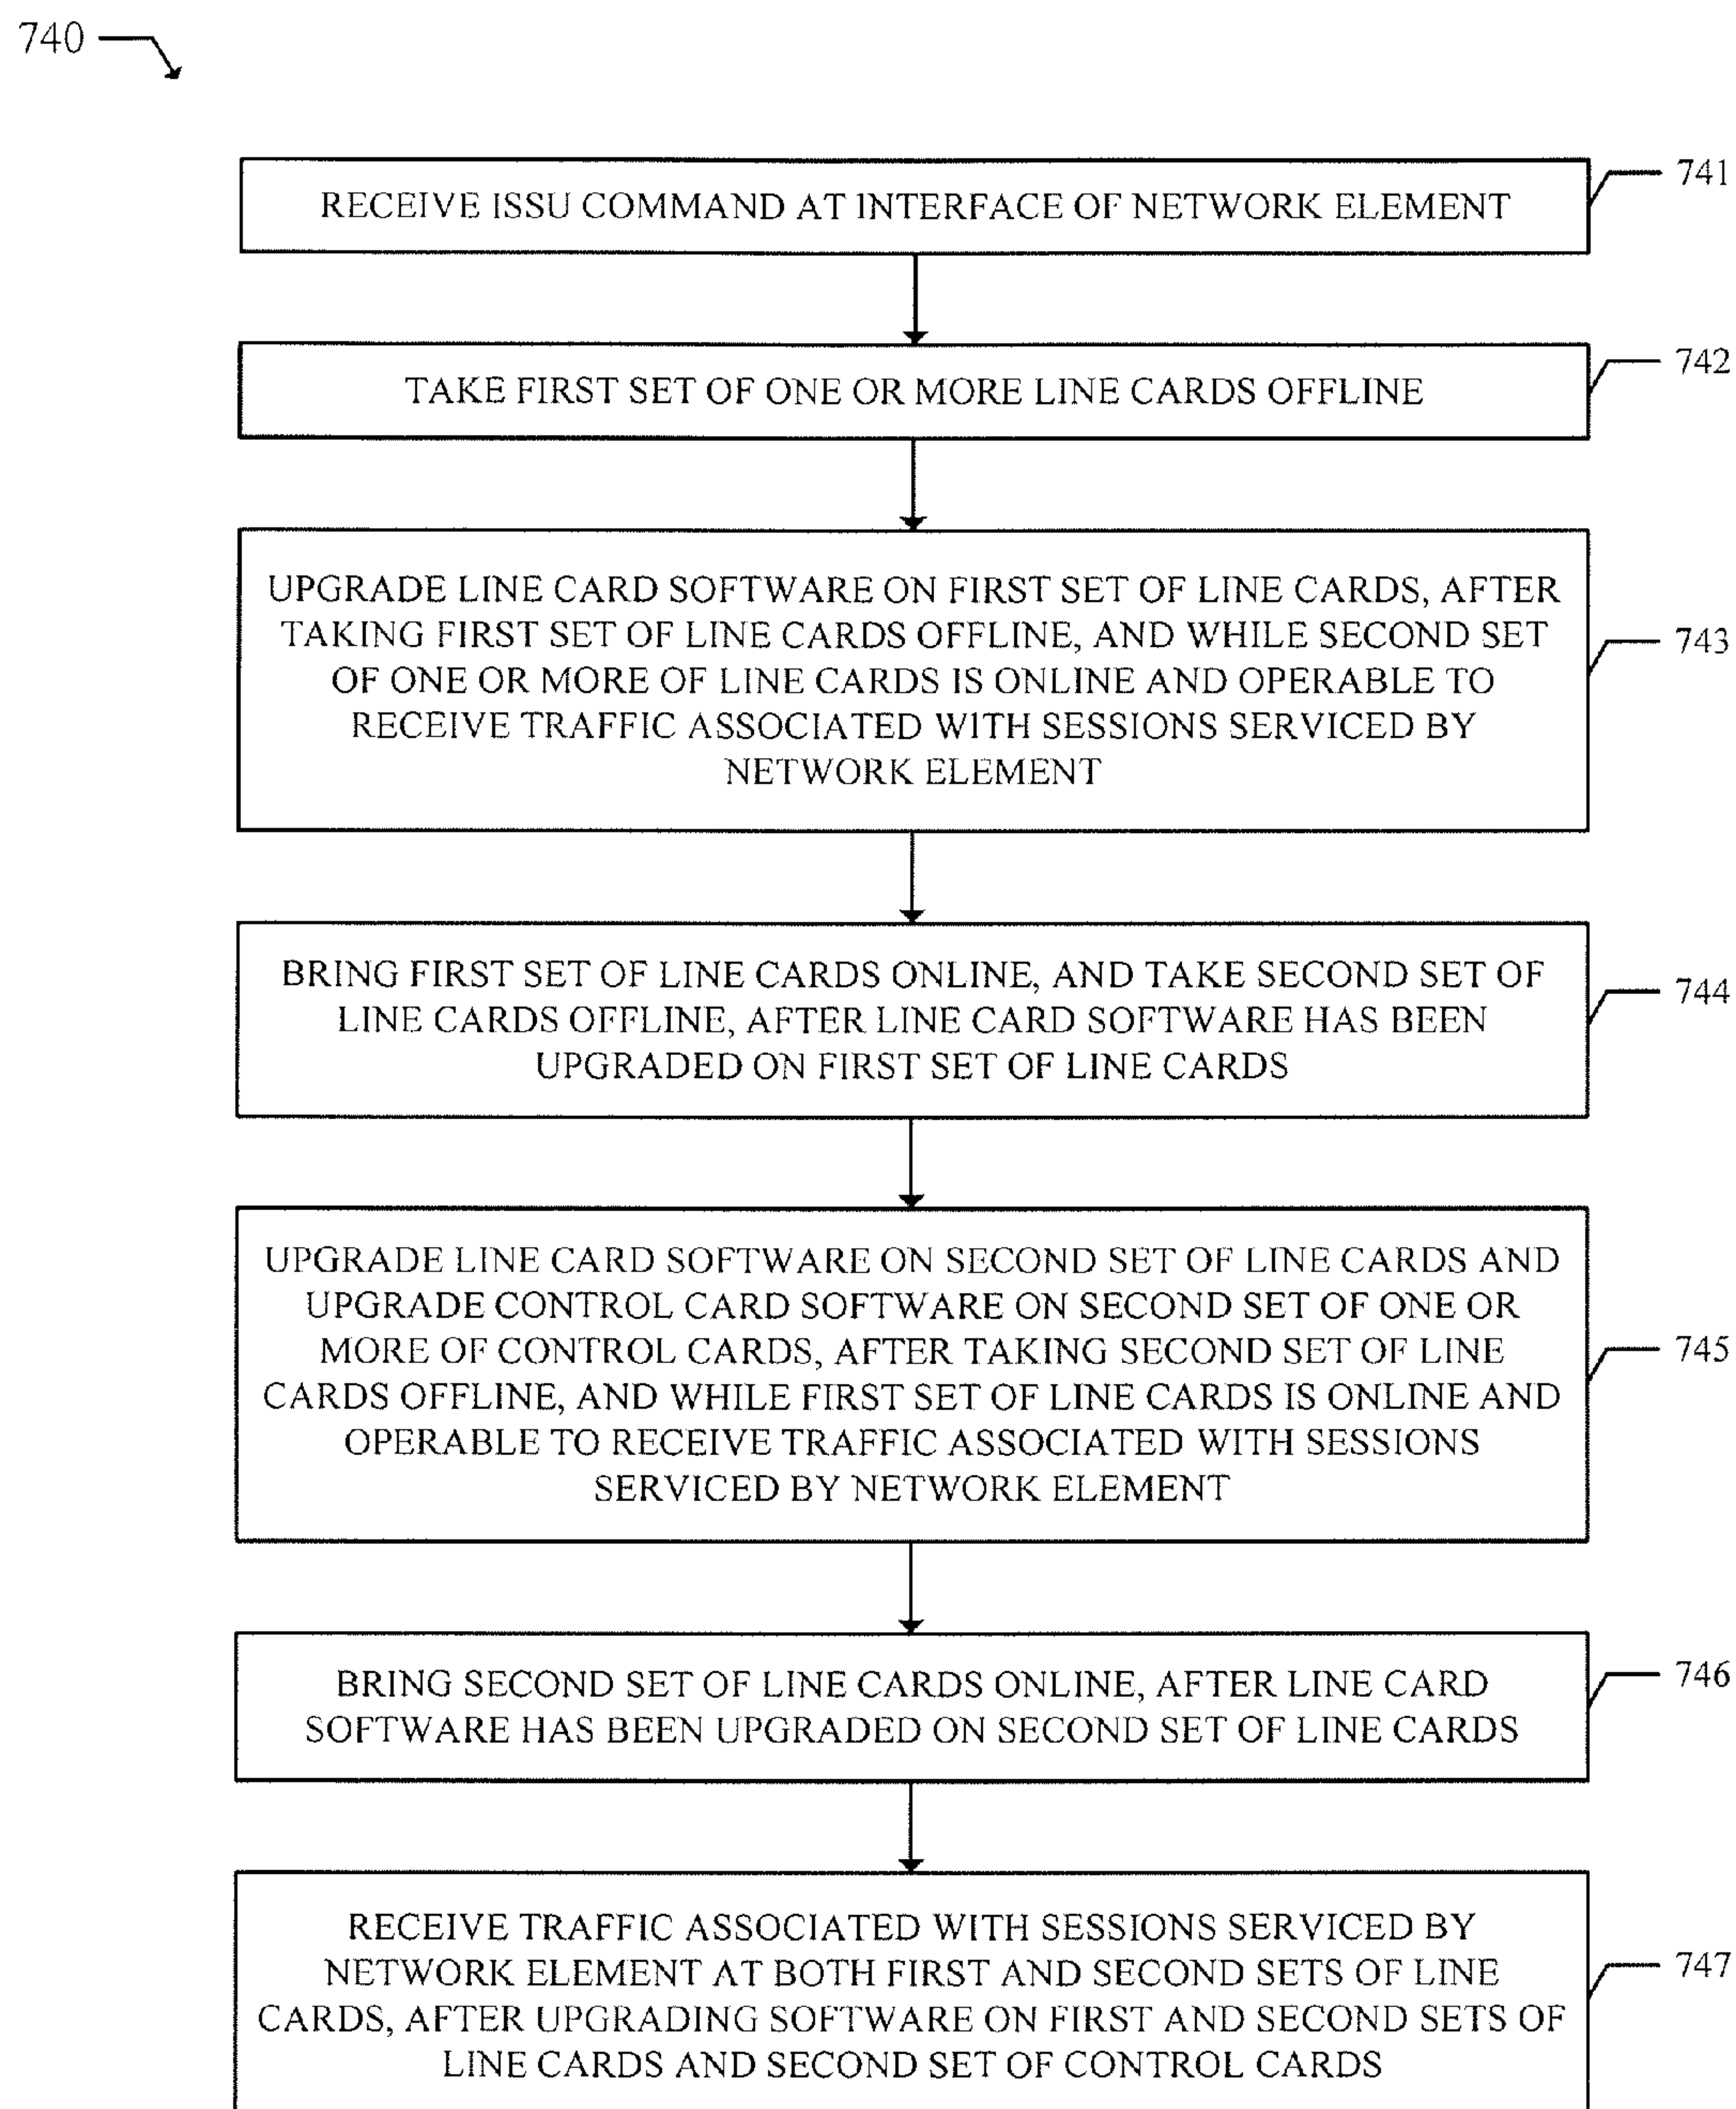 740
RECEIVE ISSU COMMAND AT INTERFACE OF NETWORK ELEMENT
741
TAKE FIRST SET OF ONE OR MORE LINE CARDS OFFLINE
742
UPGRADE LINE CARD SOFTWARE ON FIRST SET OF LINE CARDS, AFTER
TAKING FIRST SET OF LINE CARDS OFFLINE, AND WHILE SECOND SET
OF ONE OR MORE OF LINE CARDS IS ONLINE AND OPERABLE TO
RECEIVE TRAFFIC ASSOCIATED WITH SESSIONS SERVICED BY
NETWORK ELEMENT
743
BRING FIRST SET OF LINE CARDS ONLINE, AND TAKE SECOND SET OF
LINE CARDS OFFLINE, AFTER LINE CARD SOFTWARE HAS BEEN
UPGRADED ON FIRST SET OF LINE CARDS
744
UPGRADE LINE CARD SOFTWARE ON SECOND SET OF LINE CARDS AND
UPGRADE CONTROL CARD SOFTWARE ON SECOND SET OF ONE OR
MORE OF CONTROL CARDS, AFTER TAKING SECOND SET OF LINE
CARDS OFFLINE, AND WHILE FIRST SET OF LINE CARDS IS ONLINE AND
OPERABLE TO RECEIVE TRAFFIC ASSOCIATED WITH SESSIONS
SERVICED BY NETWORK ELEMENT
745
BRING SECOND SET OF LINE CARDS ONLINE, AFTER LINE CARD
SOFTWARE HAS BEEN UPGRADED ON SECOND SET OF LINE CARDS
746
RECEIVE TRAFFIC ASSOCIATED WITH SESSIONS SERVICED BY
NETWORK ELEMENT AT BOTH FIRST AND SECOND SETS OF LINE
CARDS, AFTER UPGRADING SOFTWARE ON FIRST AND SECOND SETS OF
LINE CARDS AND SECOND SET OF CONTROL CARDS
747